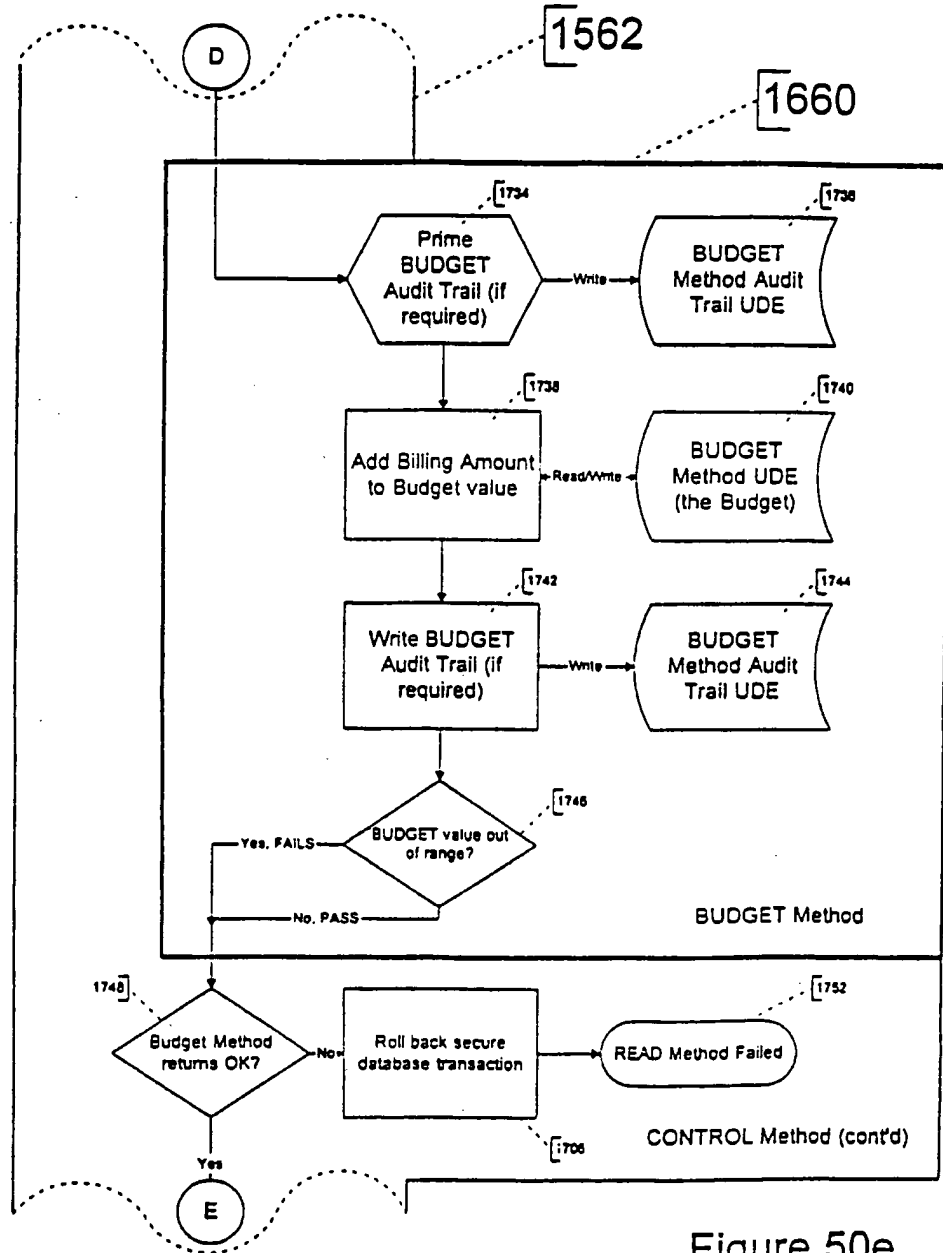 D
1562
1660
1734
Prime
BUDGET
Audit Trail (if
required)
Write
1736
BUDGET
Method Audit
Trail UDE
1738
Add Billing Amount
to Budget value
Read/Write
1740
BUDGET
Method UDE
(the Budget)
1742
Write BUDGET
Audit Trail (if
required)
Write
1744
BUDGET
Method Audit
Trail UDE
1746
BUDGET value out
of range?
Yes, FAILS
No, PASS
BUDGET Method
1748
Budget Method
returns OK?
No
Roll back secure
database transaction
1706
1752
READ Method Failed
CONTROL Method (cont'd)
Yes
E
Figure 50e